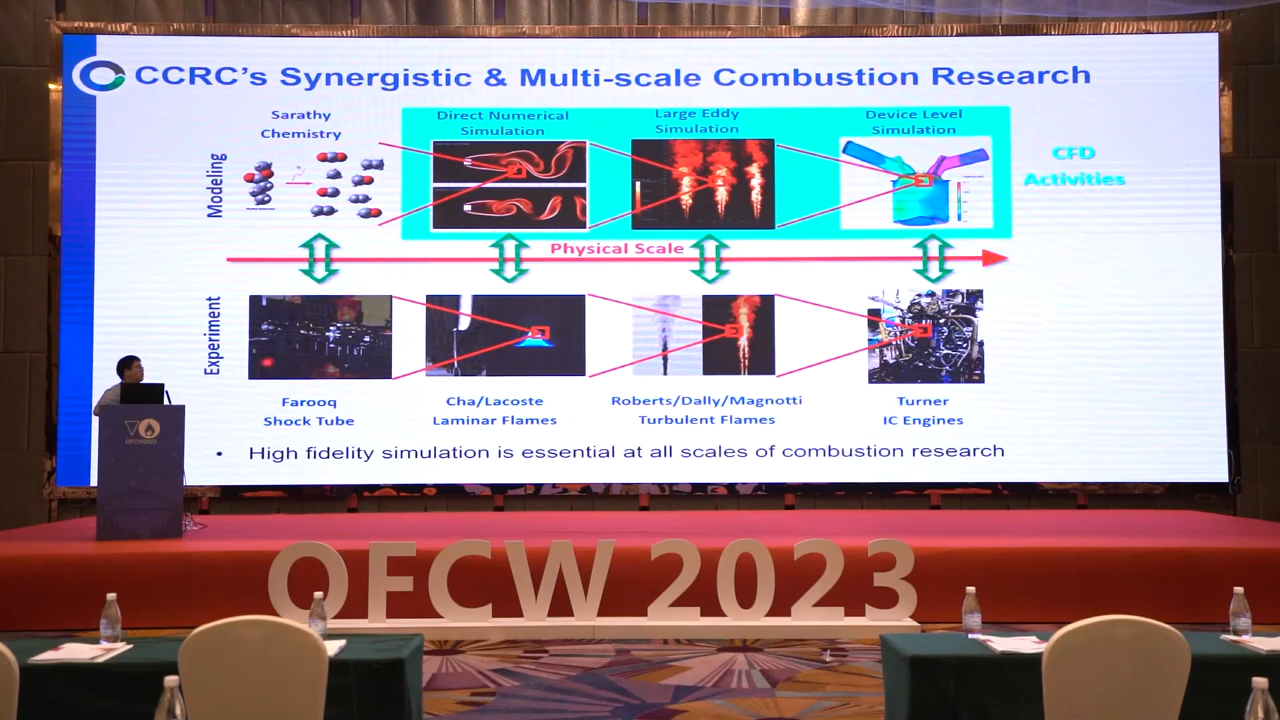 CCRC's Synergistic & Multi-scale Combustion Research
Sarathy
Chemistry
Direct Numerical
Simulation
Large Eddy
Simulation
Device Level
Simulation
CFD
Activities
Modeling
Physical Scale
Experiment
Farooq
Shock Tube
Cha/Lacoste
Laminar Flames
Roberts/Dally/Magnotti
Turbulent Flames
Turner
IC Engines
• High fidelity simulation is essential at all scales of combustion research
OFCW2023
OFCW 2023